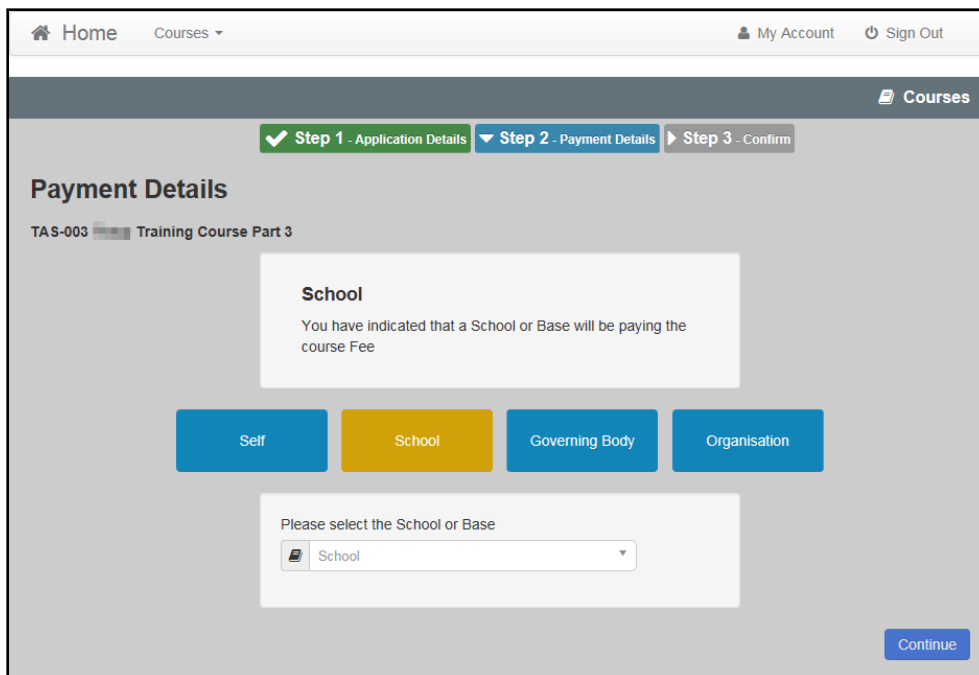 Home Courses My Account Sign Out
Courses
Step 1 - Application Details Step 2 - Payment Details Step 3 - Confirm
Payment Details
TAS-003 Training Course Part 3
School
You have indicated that a School or Base will be paying the
course Fee
Self School Governing Body Organisation
Please select the School or Base
School
Continue